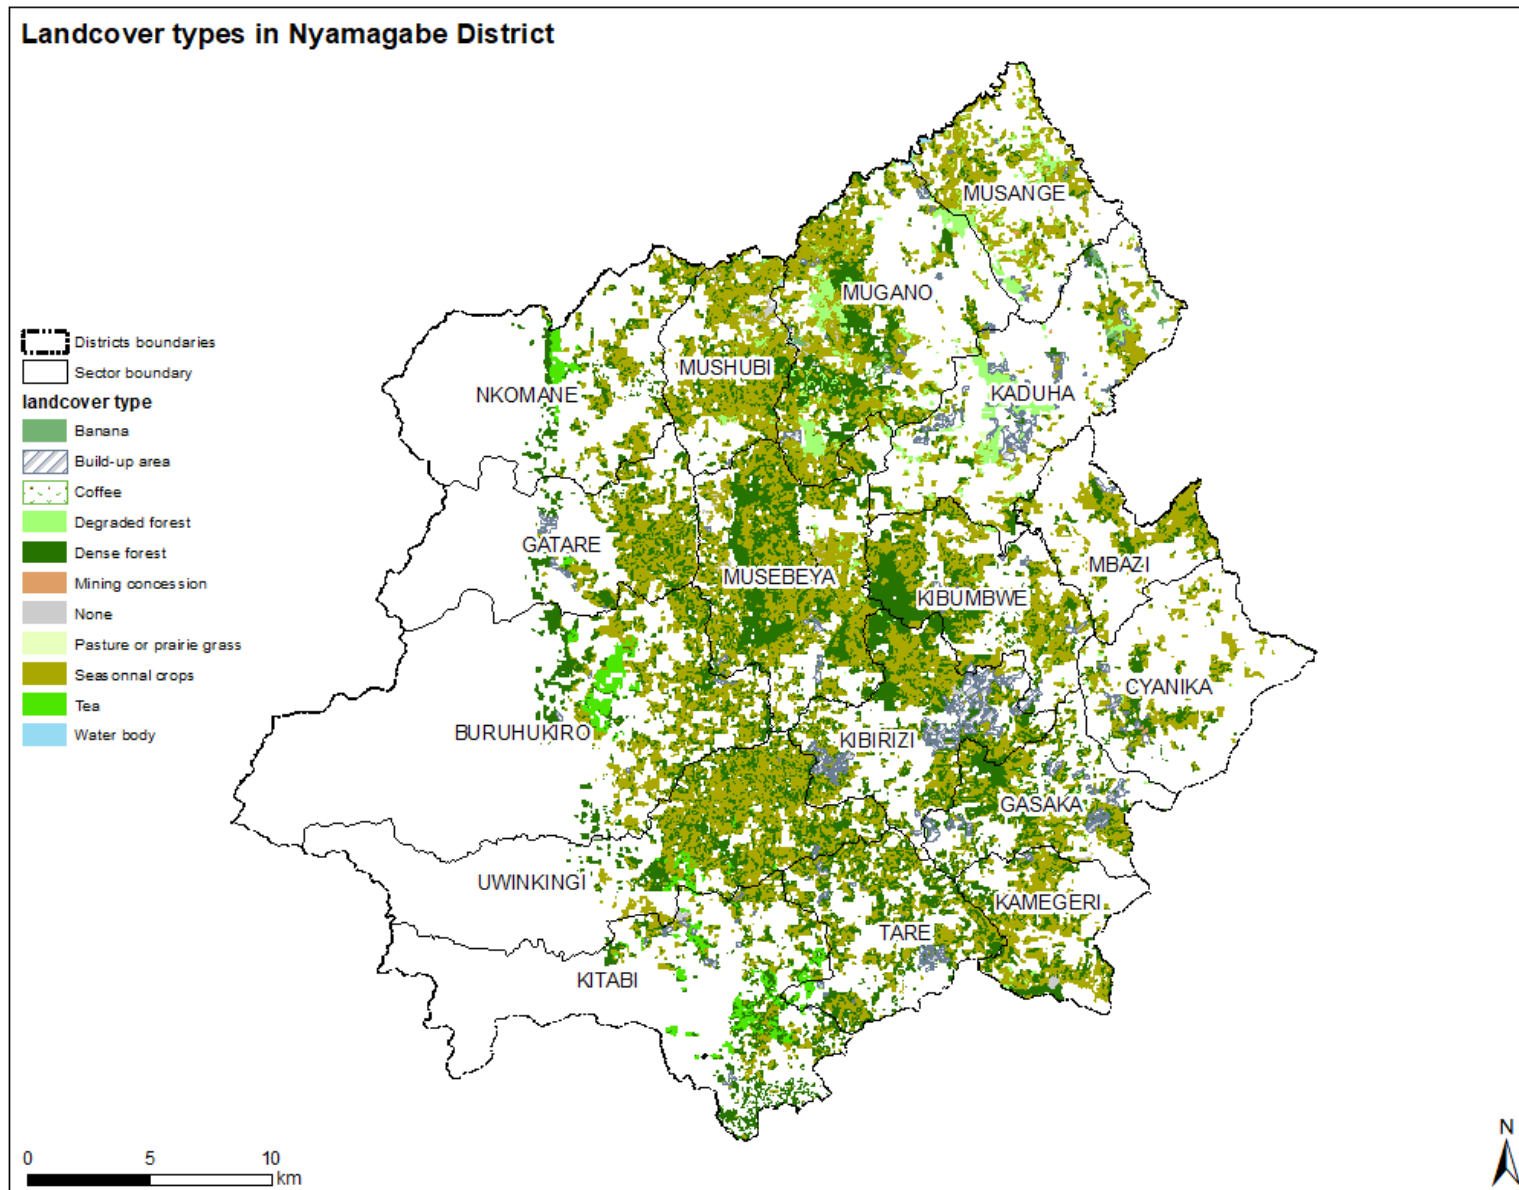 Landcover types in Nyamagabe District
MUSANGE
MUGANO
MUSHUBI
NKOMANE
KADUHA
GATARE
MUSEBEYA
KIBUMBWE
MBAZI
CYANIKA
BURUHUKIRO
KIBIRIZI
GASAKA
UWINKINGI
KAMEGERI
TARE
KITABI
Districts boundaries
Sector boundary
landcover type
Banana
Build-up area
Coffee
Degraded forest
Dense forest
Mining concession
None
Pasture or prairie grass
Seasonnal crops
Tea
Water body
0 5 10
km
N